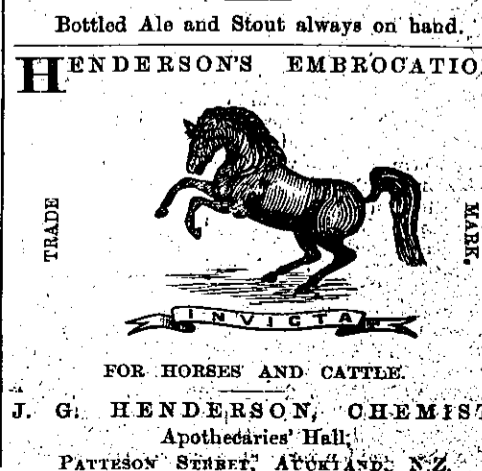 Bottled Ale and Stout always on hand.
HENDERSON'S EMBROCATIO
TRADE
MARK.
INVICTA
FOR HORSES AND CATTLE.
J. G. HENDERSON, CHEMIST
Apothecaries' Hall,
PATTESON STREET, AUCKLAND, N.Z.